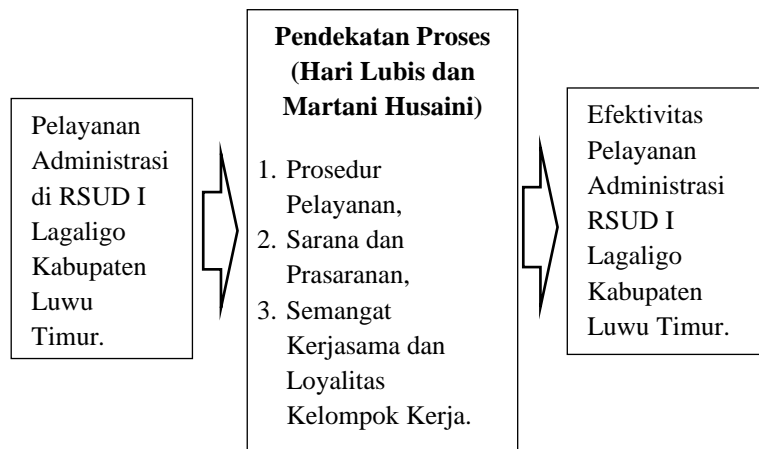 Pelayanan
Administrasi
di RSUD I
Lagaligo
Kabupaten
Luwu
Timur.
Pendekatan Proses
(Hari Lubis dan
Martani Husaini)
1. Prosedur
Pelayanan,
2. Sarana dan
Prasaranan,
3. Semangat
Kerjasama dan
Loyalitas
Kelompok Kerja.
Efektivitas
Pelayanan
Administrasi
RSUD I
Lagaligo
Kabupaten
Luwu Timur.